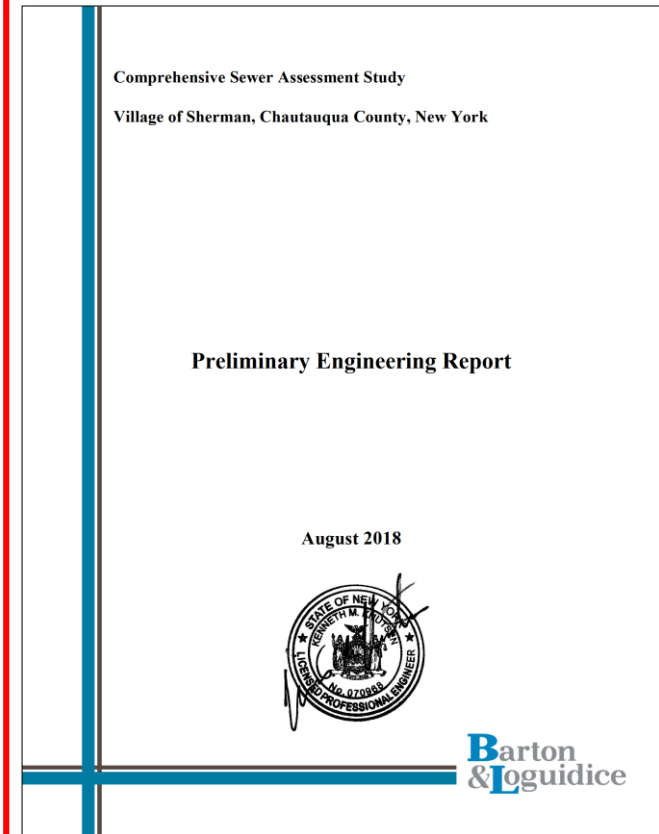 Comprehensive Sewer Assessment Study
Village of Sherman, Chautauqua County, New York
Preliminary Engineering Report
August 2018
STATE OF NEW YORK
KENNETH M. KNUTSEN
No. 070988
LICENSED PROFESSIONAL ENGINEER
Barton
&Loguidice